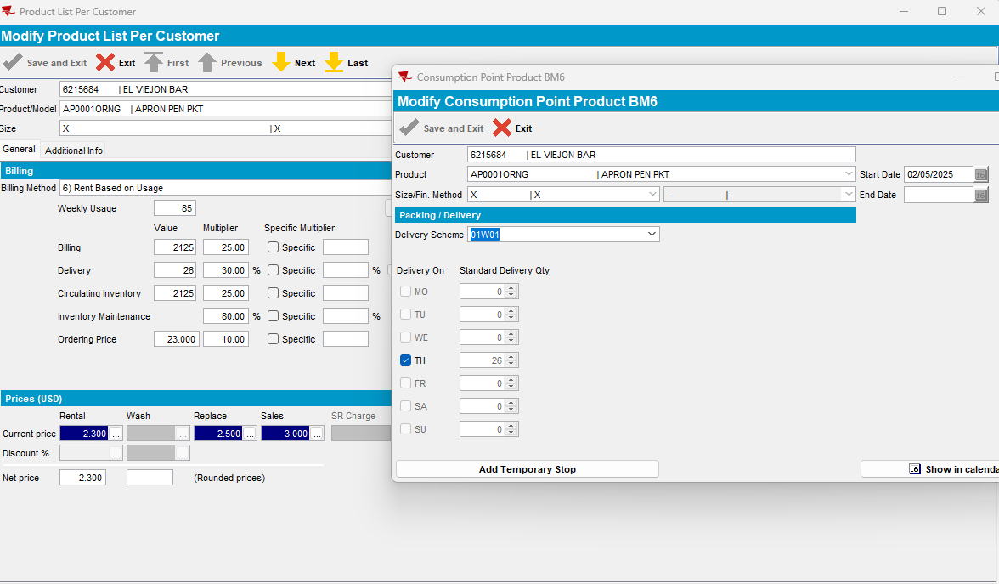 Product List Per Customer
Modify Product List Per Customer
Save and Exit Exit First Previous Next Last
Customer 6215684 | EL VIEJON BAR
Product/Model AP0001ORNG | APRON PEN PKT
Size X | X
General Additional Info
Billing
Billing Method 6) Rent Based on Usage
Weekly Usage 85
Value Multiplier Specific Multiplier
Billing 2125 25.00 Specific
Delivery 26 30.00 % Specific %
Circulating Inventory 2125 25.00 Specific
Inventory Maintenance 80.00 % Specific %
Ordering Price 23.000 10.00 Specific
Prices (USD)
Rental Wash Replace Sales SR Charge
Current price 2.300 ... ... 2.500 ... 3.000 ...
Discount % ... ...
Net price 2.300 (Rounded prices)
Consumption Point Product BM6
Modify Consumption Point Product BM6
Save and Exit Exit
Customer 6215684 | EL VIEJON BAR
Product AP0001ORNG | APRON PEN PKT Start Date 02/05/2025 16
Size/Fin. Method X | X - | - End Date 16
Packing / Delivery
Delivery Scheme 01W01
Delivery On Standard Delivery Qty
MO 0
TU 0
WE 0
TH 26
FR 0
SA 0
SU 0
Add Temporary Stop 16 Show in calenda